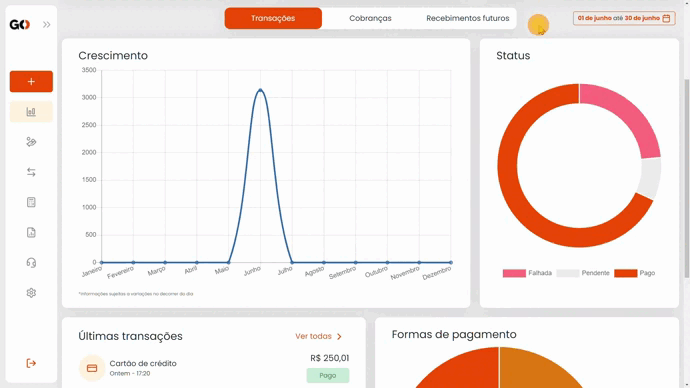 GO
Transações
Cobranças
Recebimentos futuros
01 de junho até 30 de junho
+
Crescimento
3500
3000
2500
2000
1500
1000
500
0
Janeiro
Fevereiro
Março
Abril
Maio
Junho
Julho
Agosto
Setembro
Outubro
Novembro
Dezembro
*Informações sujeitas a variações no decorrer do dia
Status
Falhada
Pendente
Pago
Últimas transações
Ver todas
Cartão de crédito
Ontem - 17:20
R$ 250,01
Pago
Formas de pagamento